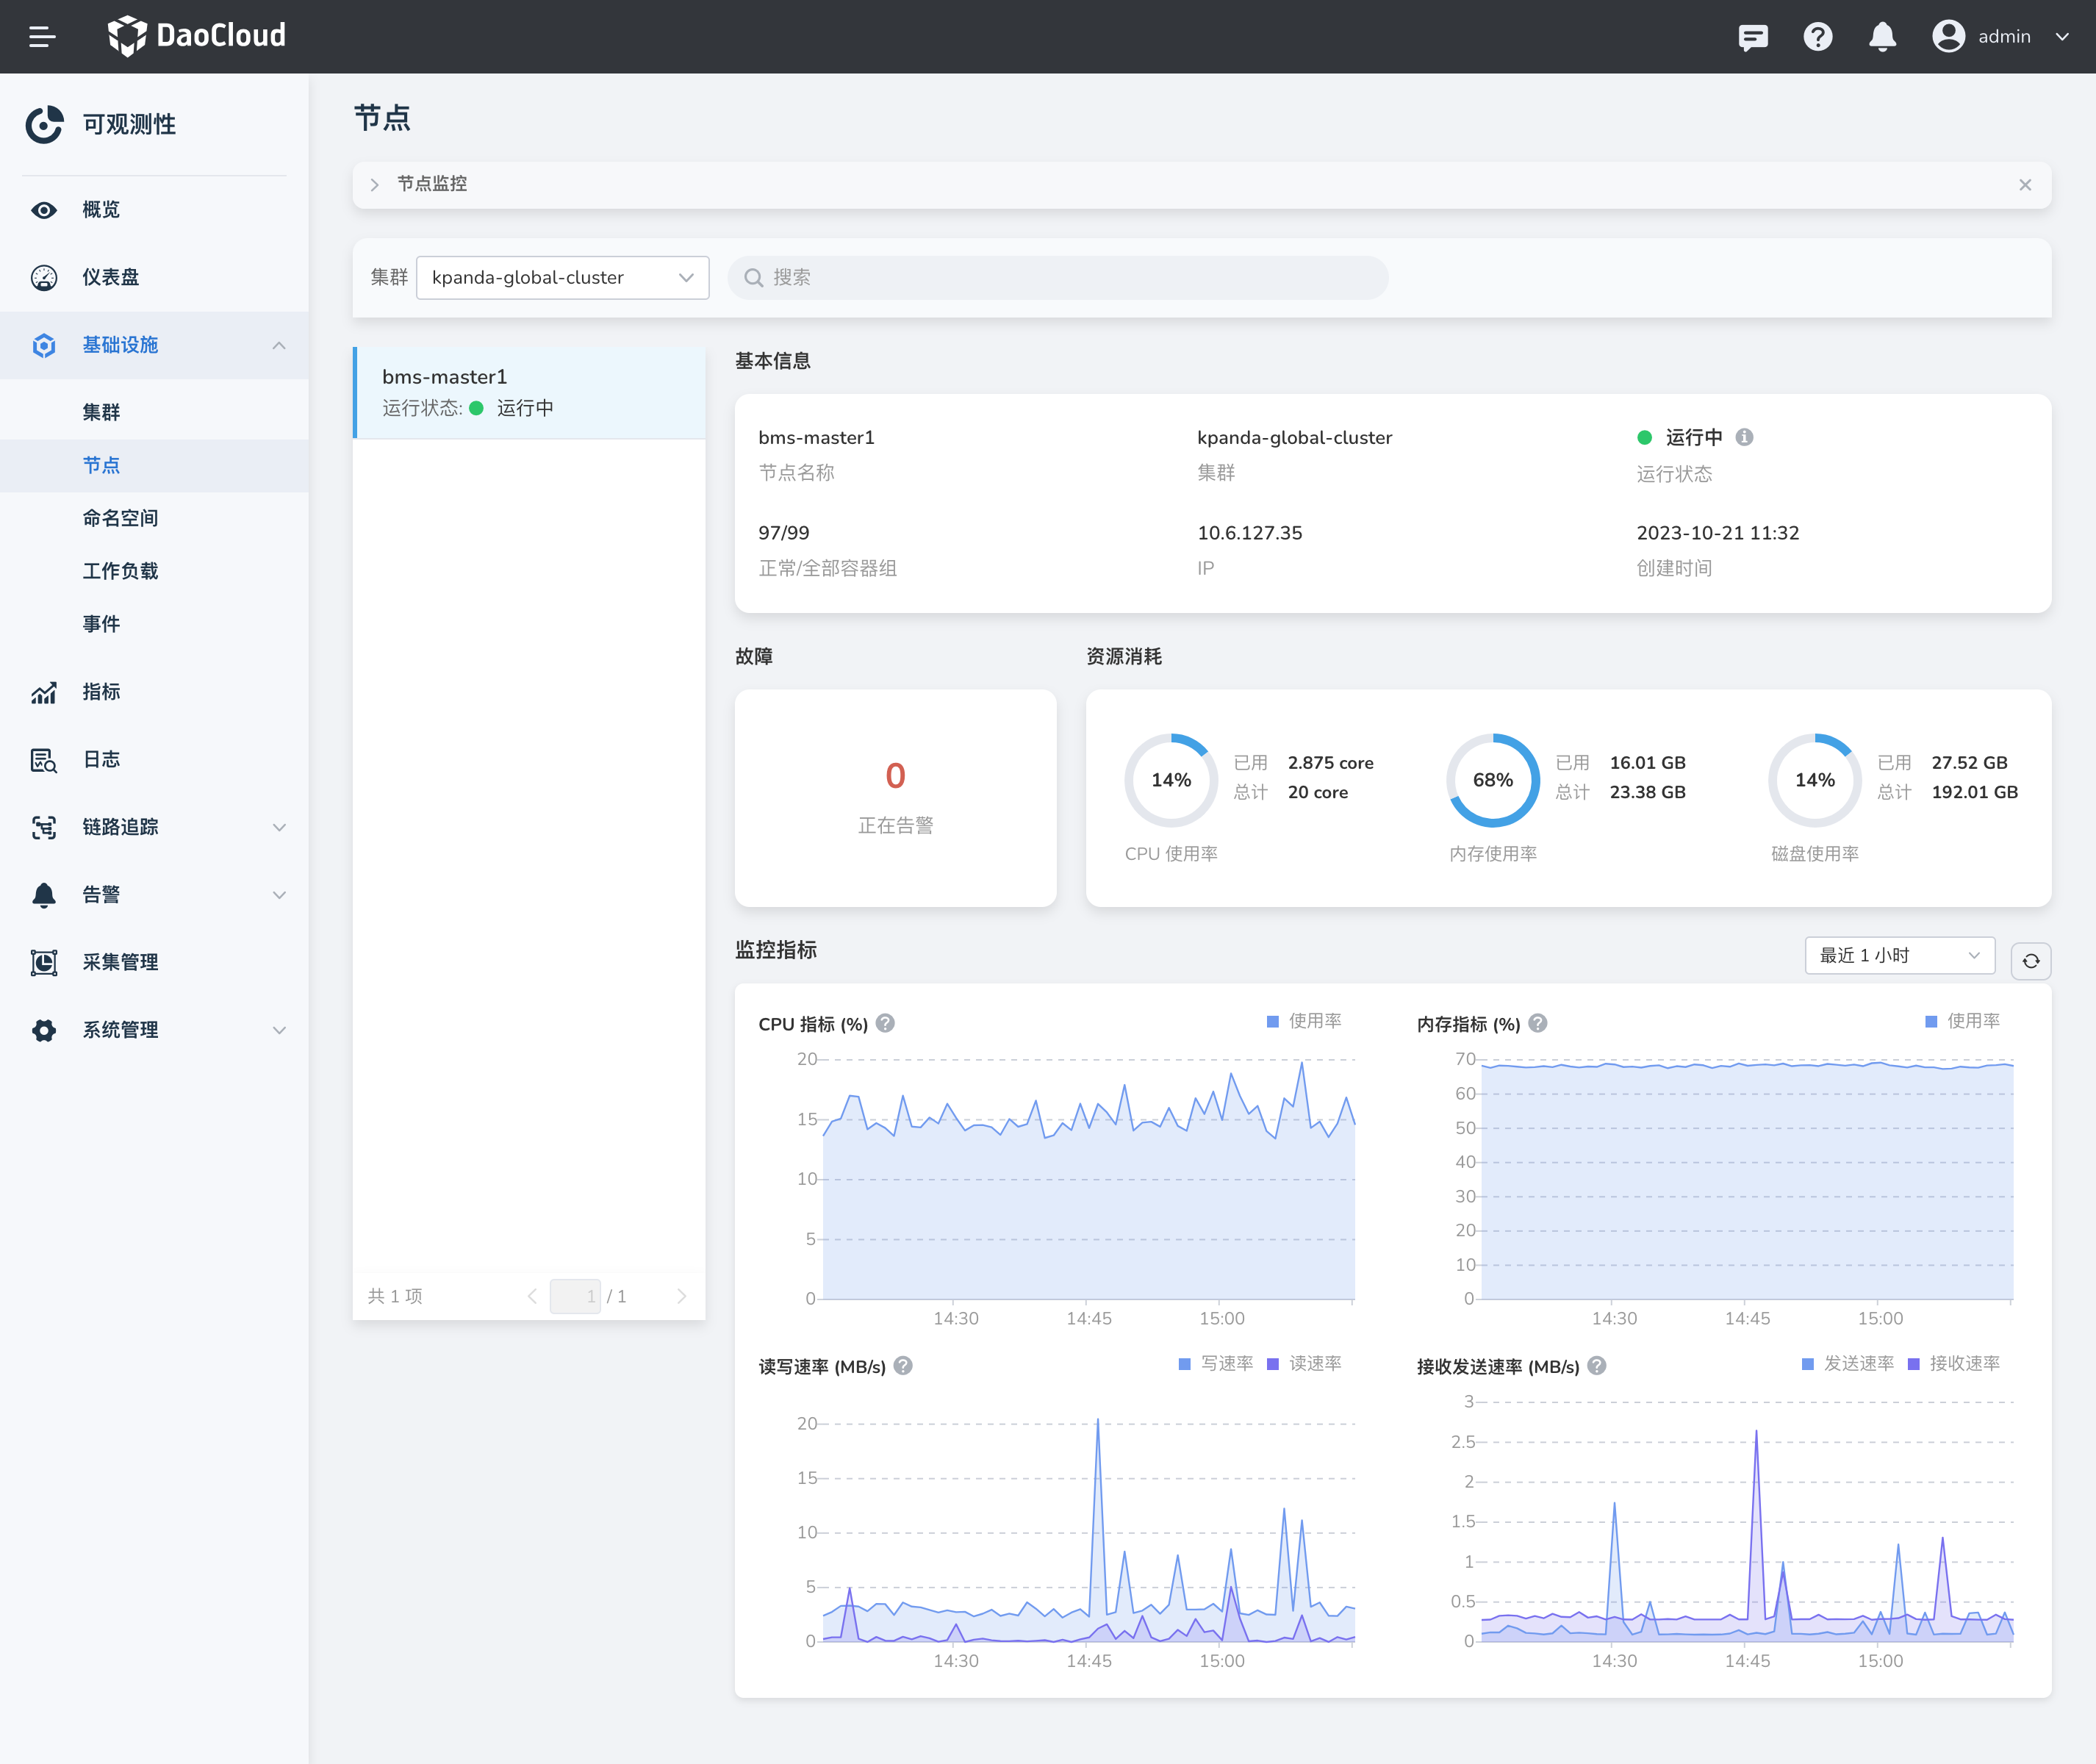 DaoCloud
admin
可观测性
概览
仪表盘
基础设施
集群
节点
命名空间
工作负载
事件
指标
日志
链路追踪
告警
采集管理
系统管理
节点
节点监控
集群 kpanda-global-cluster 搜索
bms-master1
运行状态: 运行中
共 1 项 1 / 1
基本信息
bms-master1 kpanda-global-cluster 运行中
节点名称 集群 运行状态
97/99 10.6.127.35 2023-10-21 11:32
正常/全部容器组 IP 创建时间
故障
0
正在告警
资源消耗
14%
已用 2.875 core
总计 20 core
CPU 使用率
68%
已用 16.01 GB
总计 23.38 GB
内存使用率
14%
已用 27.52 GB
总计 192.01 GB
磁盘使用率
监控指标 最近 1 小时
CPU 指标 (%) 使用率
20
15
10
5
0
14:30 14:45 15:00
内存指标 (%) 使用率
70
60
50
40
30
20
10
0
14:30 14:45 15:00
读写速率 (MB/s) 写速率 读速率
20
15
10
5
0
14:30 14:45 15:00
接收发送速率 (MB/s) 发送速率 接收速率
3
2.5
2
1.5
1
0.5
0
14:30 14:45 15:00